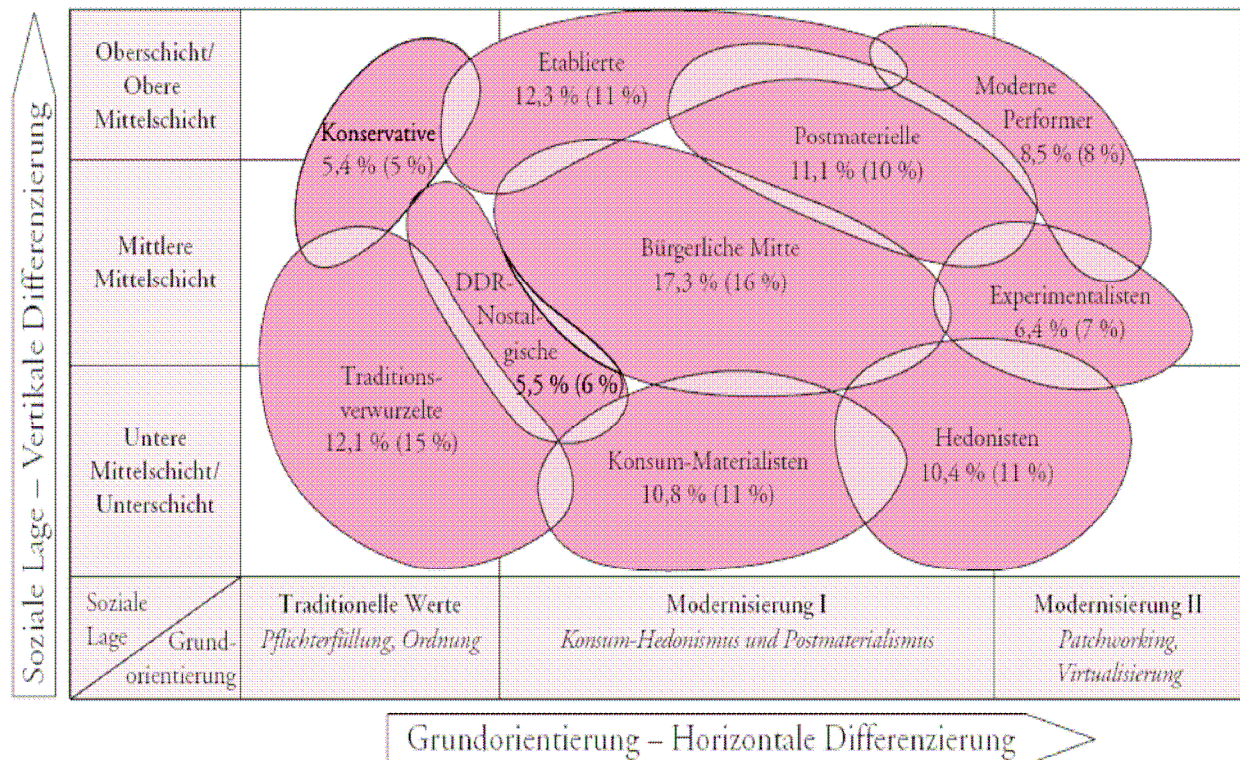 Soziale Lage – Vertikale Differenzierung
Oberschicht/
Obere
Mittelschicht
Mittlere
Mittelschicht
Untere
Mittelschicht/
Unterschicht
Konservative
5,4 % (5 %)
Etablierte
12,3 % (11 %)
Postmaterielle
11,1 % (10 %)
Moderne
Performer
8,5 % (8 %)
Bürgerliche Mitte
17,3 % (16 %)
DDR-
Nostal-
gische
5,5 % (6 %)
Experimentalisten
6,4 % (7 %)
Traditions-
verwurzelte
12,1 % (15 %)
Konsum-Materialisten
10,8 % (11 %)
Hedonisten
10,4 % (11 %)
Soziale
Lage
Grund-
orientierung
Traditionelle Werte
Pflichterfüllung, Ordnung
Modernisierung I
Konsum-Hedonismus und Postmaterialismus
Modernisierung II
Patchworking,
Virtualisierung
Grundorientierung – Horizontale Differenzierung